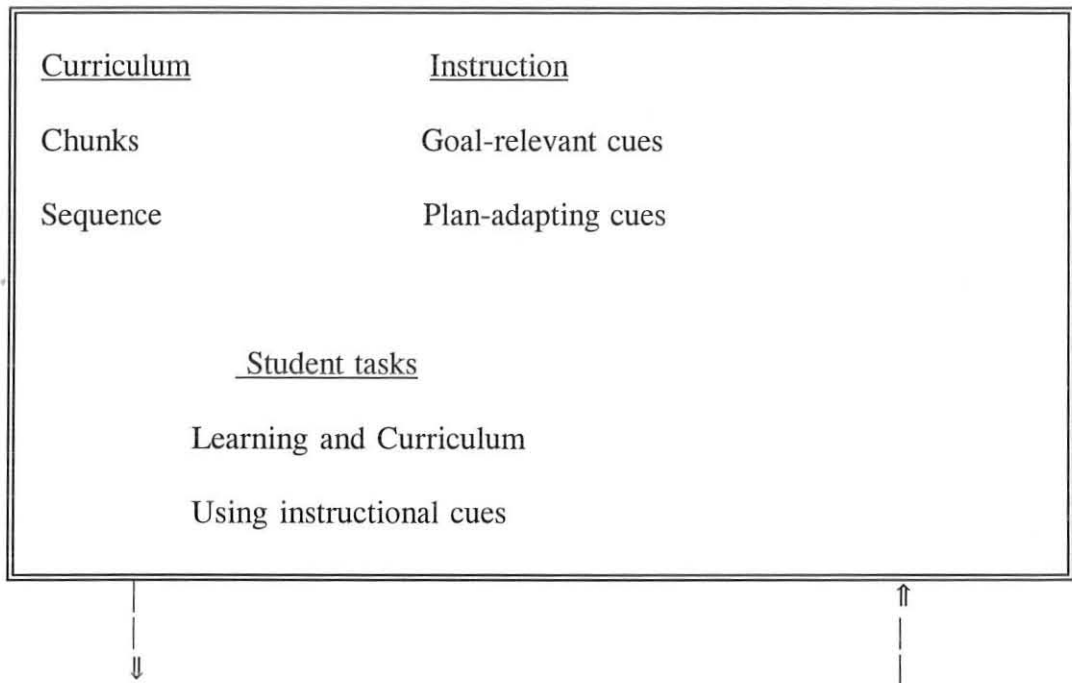 Curriculum Instruction
Chunks Goal-relevant cues
Sequence Plan-adapting cues
Student tasks
Learning and Curriculum
Using instructional cues